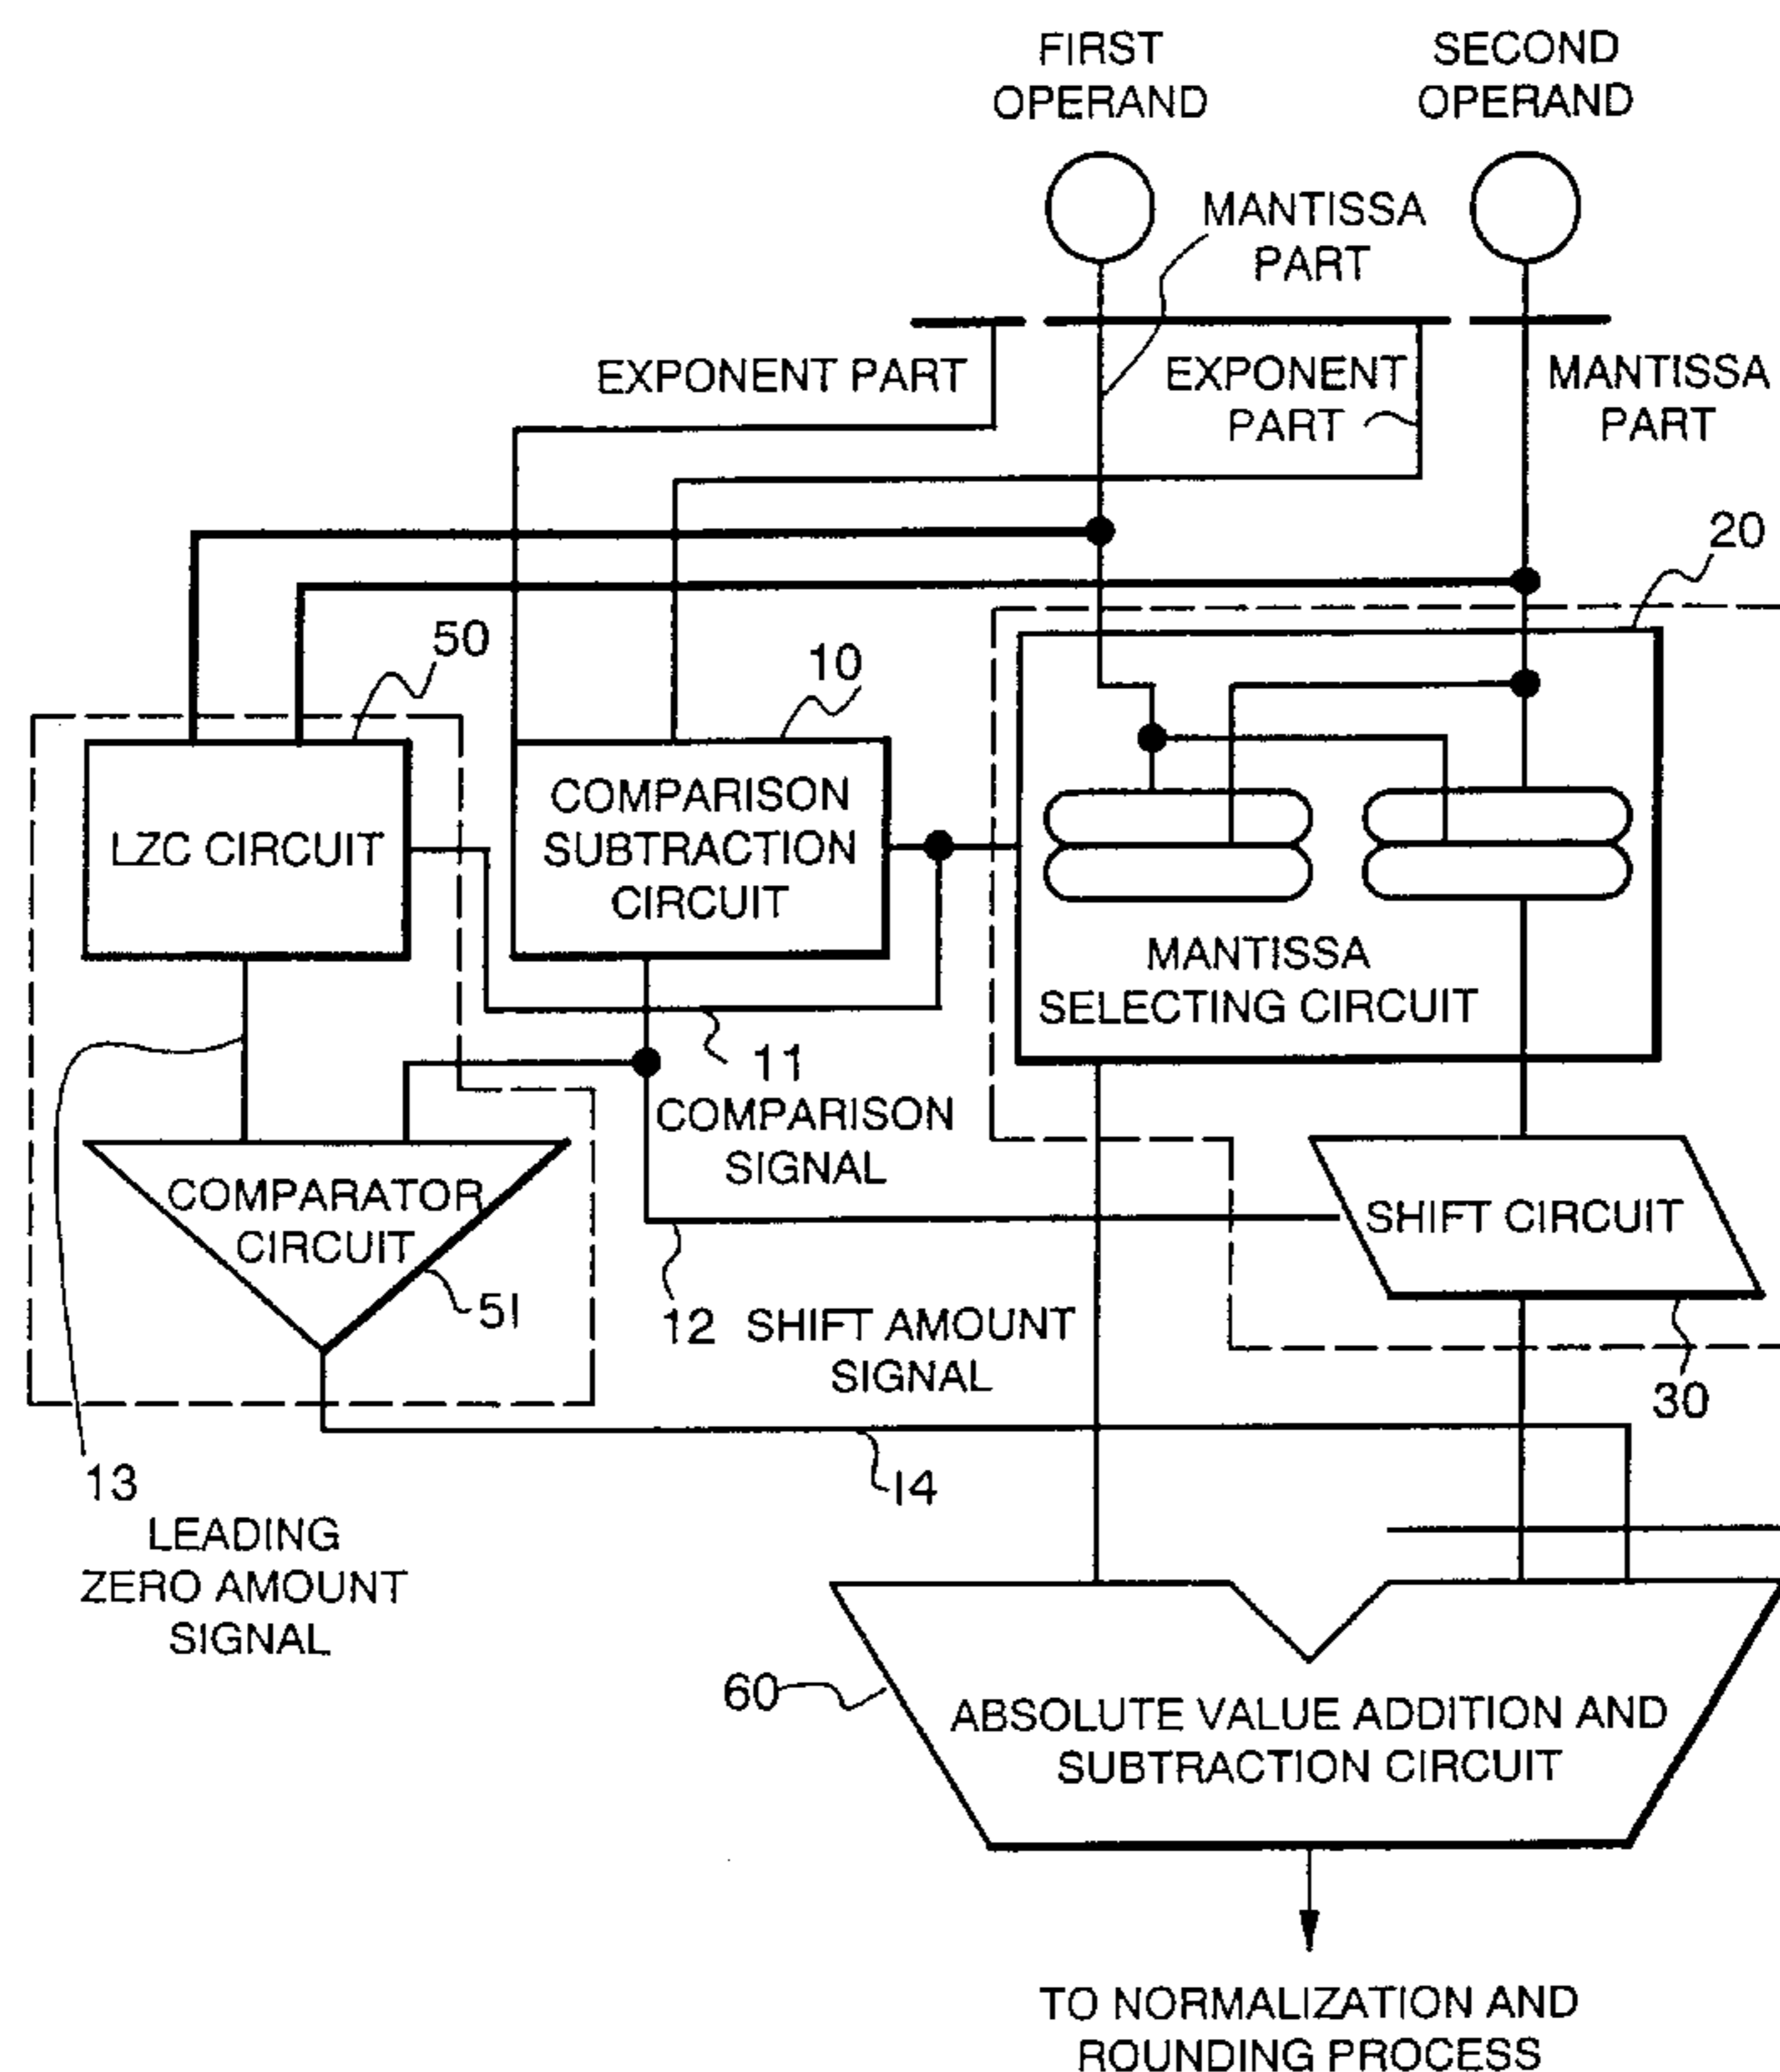 FIRST
OPERAND
SECOND
OPERAND
MANTISSA
PART
EXPONENT PART
EXPONENT
PART
MANTISSA
PART
20
50
10
LZC CIRCUIT
COMPARISON
SUBTRACTION
CIRCUIT
MANTISSA
SELECTING CIRCUIT
11
COMPARISON
SIGNAL
COMPARATOR
CIRCUIT
51
SHIFT CIRCUIT
12 SHIFT AMOUNT
SIGNAL
30
13
LEADING
ZERO AMOUNT
SIGNAL
14
60
ABSOLUTE VALUE ADDITION AND
SUBTRACTION CIRCUIT
TO NORMALIZATION AND
ROUNDING PROCESS